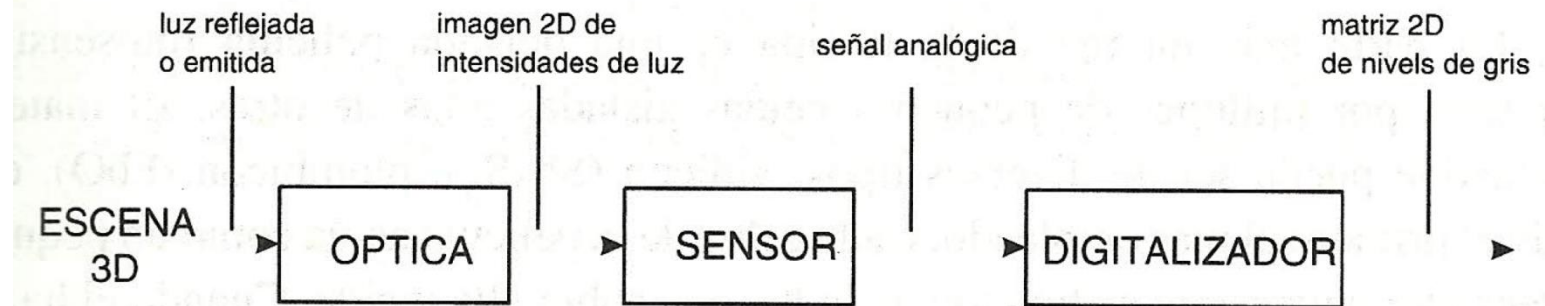 luz reflejada
o emitida
imagen 2D de
intensidades de luz
señal analógica
matriz 2D
de nivels de gris
ESCENA
3D
OPTICA
SENSOR
DIGITALIZADOR